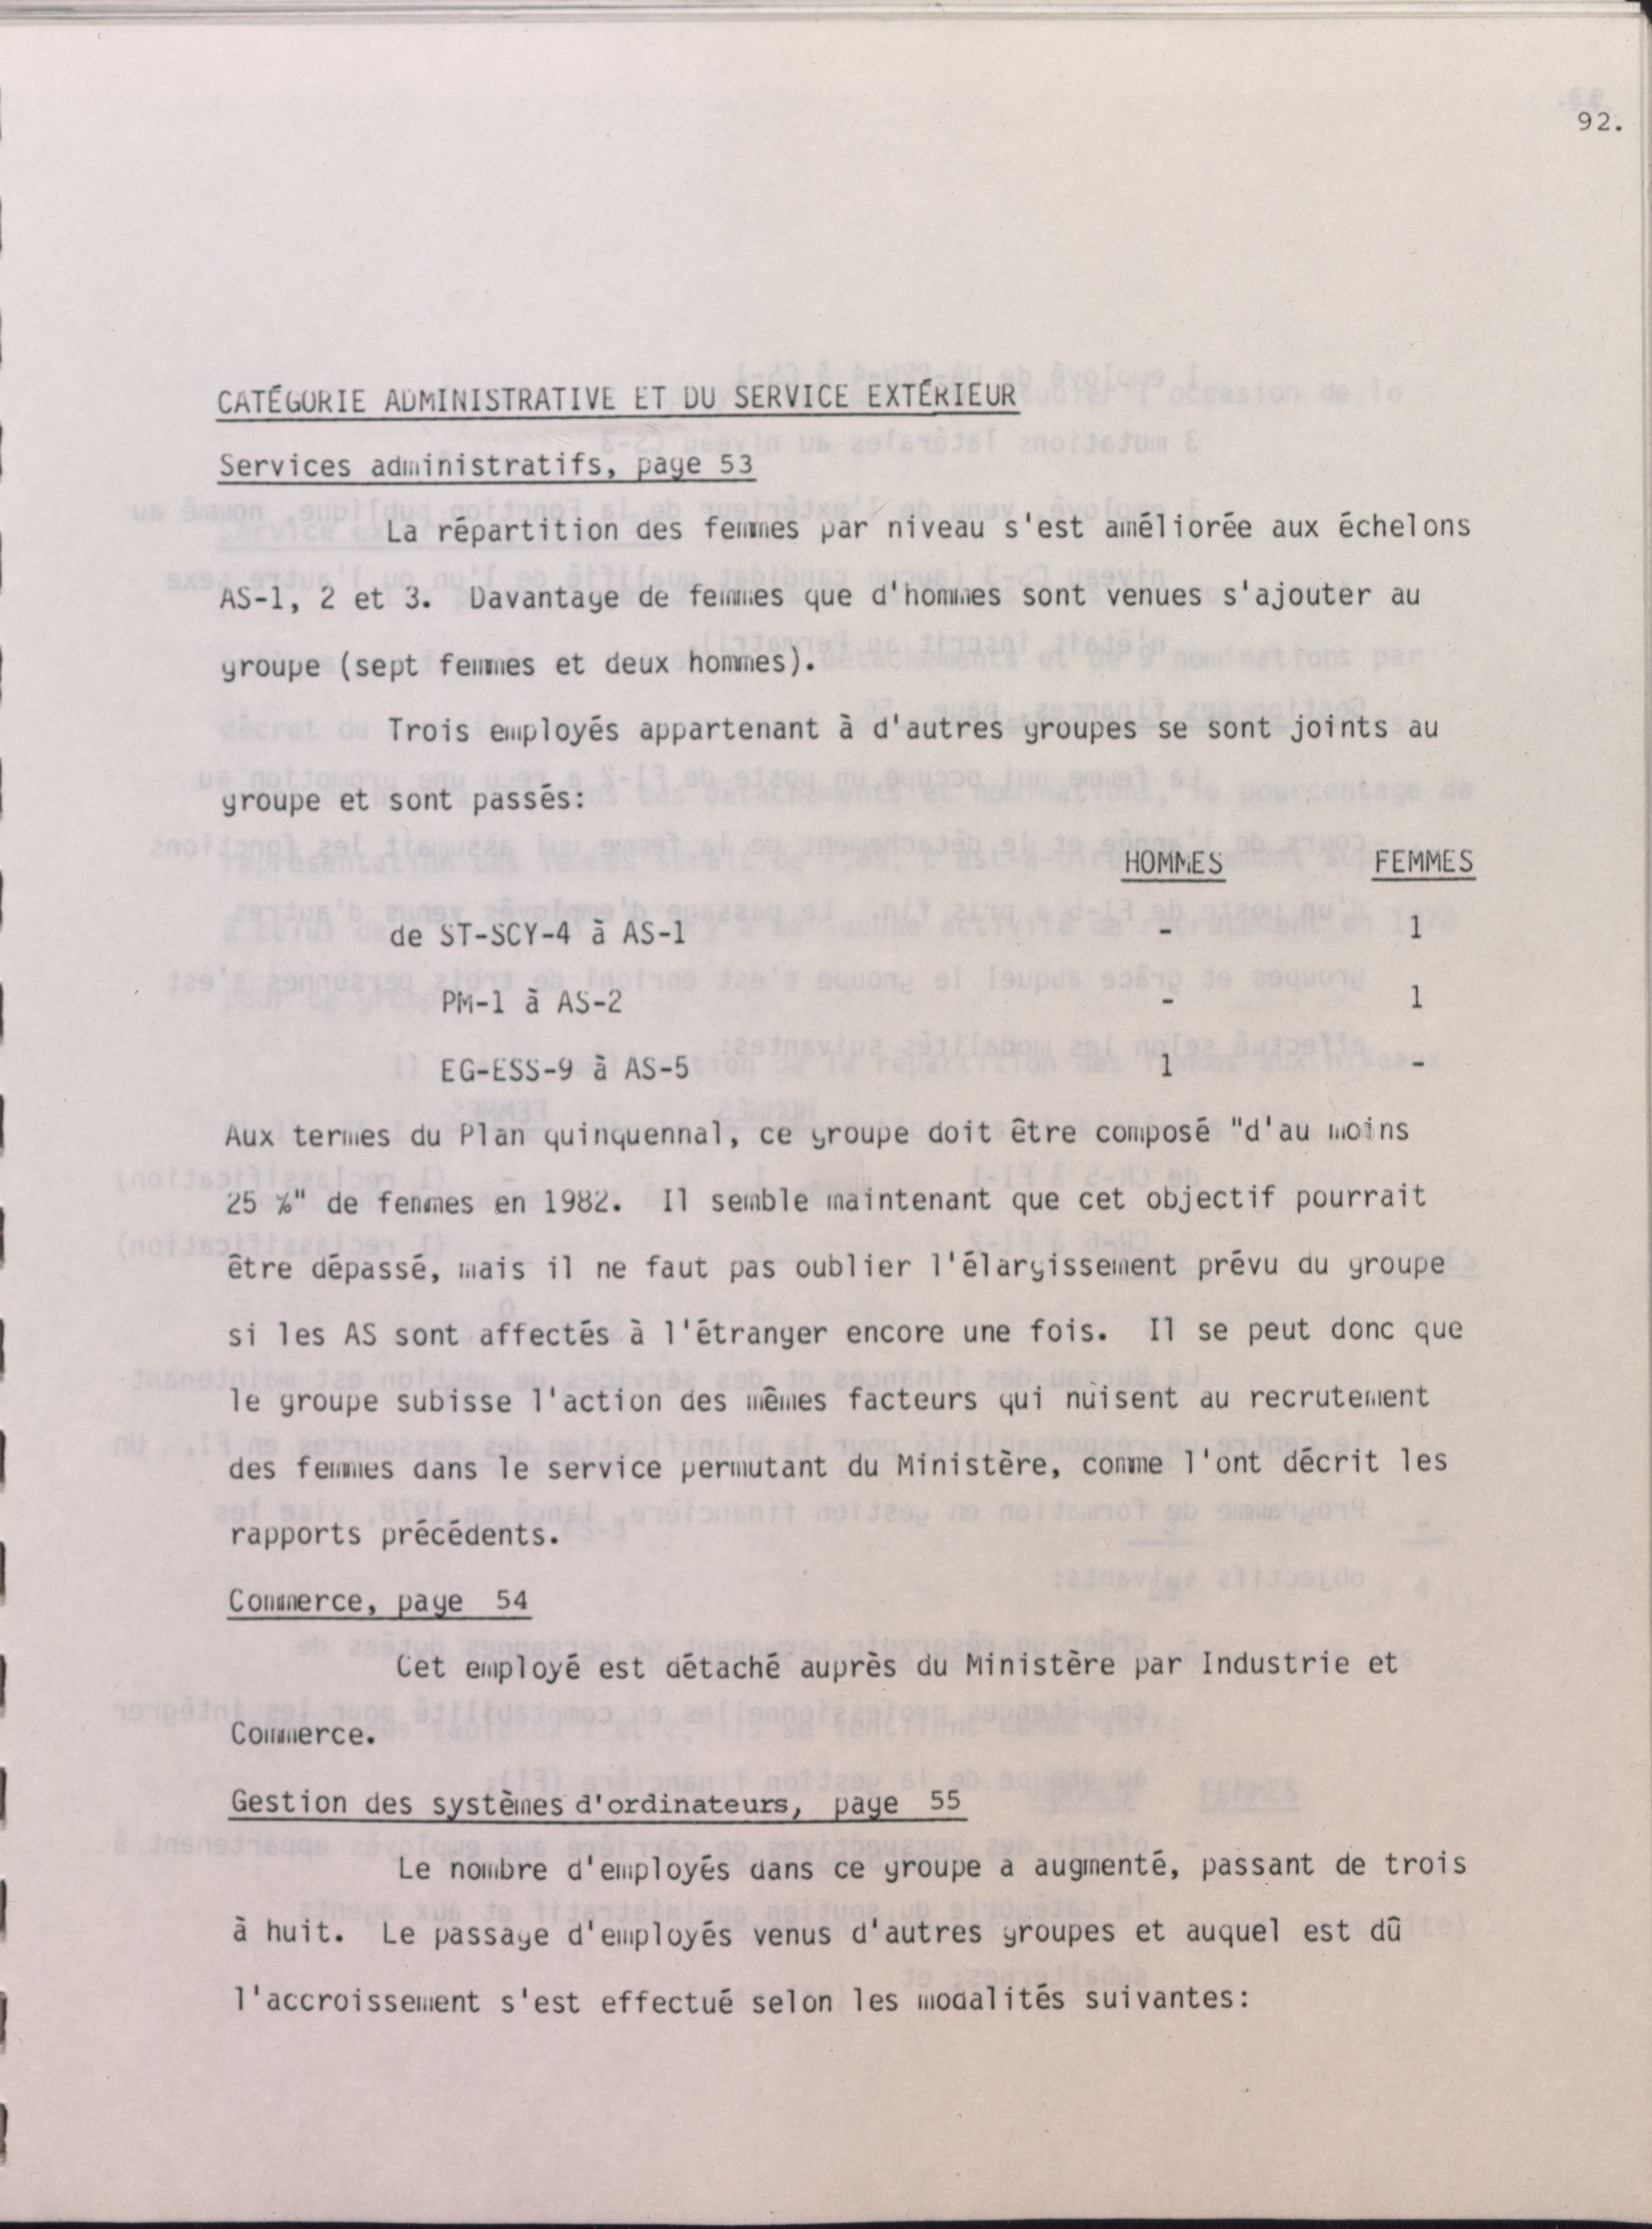 92.
CATÉGORIE ADMINISTRATIVE ET DU SERVICE EXTÉRIEUR
Services administratifs, page 53
La répartition des femmes par niveau s'est améliorée aux échelons
AS-1, 2 et 3. Davantage de femmes que d'hommes sont venues s'ajouter au
groupe (sept femmes et deux hommes).
Trois employés appartenant à d'autres groupes se sont joints au
groupe et sont passés:
HOMMES FEMMES
de ST-SCY-4 à AS-1 - 1
PM-1 à AS-2 - 1
EG-ESS-9 à AS-5 1 -
Aux termes du Plan quinquennal, ce groupe doit être composé "d'au moins
25 %" de femmes en 1982. Il semble maintenant que cet objectif pourrait
être dépassé, mais il ne faut pas oublier l'élargissement prévu du groupe
si les AS sont affectés à l'étranger encore une fois. Il se peut donc que
le groupe subisse l'action des mêmes facteurs qui nuisent au recrutement
des femmes dans le service permutant du Ministère, comme l'ont décrit les
rapports précédents.
Commerce, page 54
Cet employé est détaché auprès du Ministère par Industrie et
Commerce.
Gestion des systèmes d'ordinateurs, page 55
Le nombre d'employés dans ce groupe a augmenté, passant de trois
à huit. Le passage d'employés venus d'autres groupes et auquel est dû
l'accroissement s'est effectué selon les modalités suivantes: